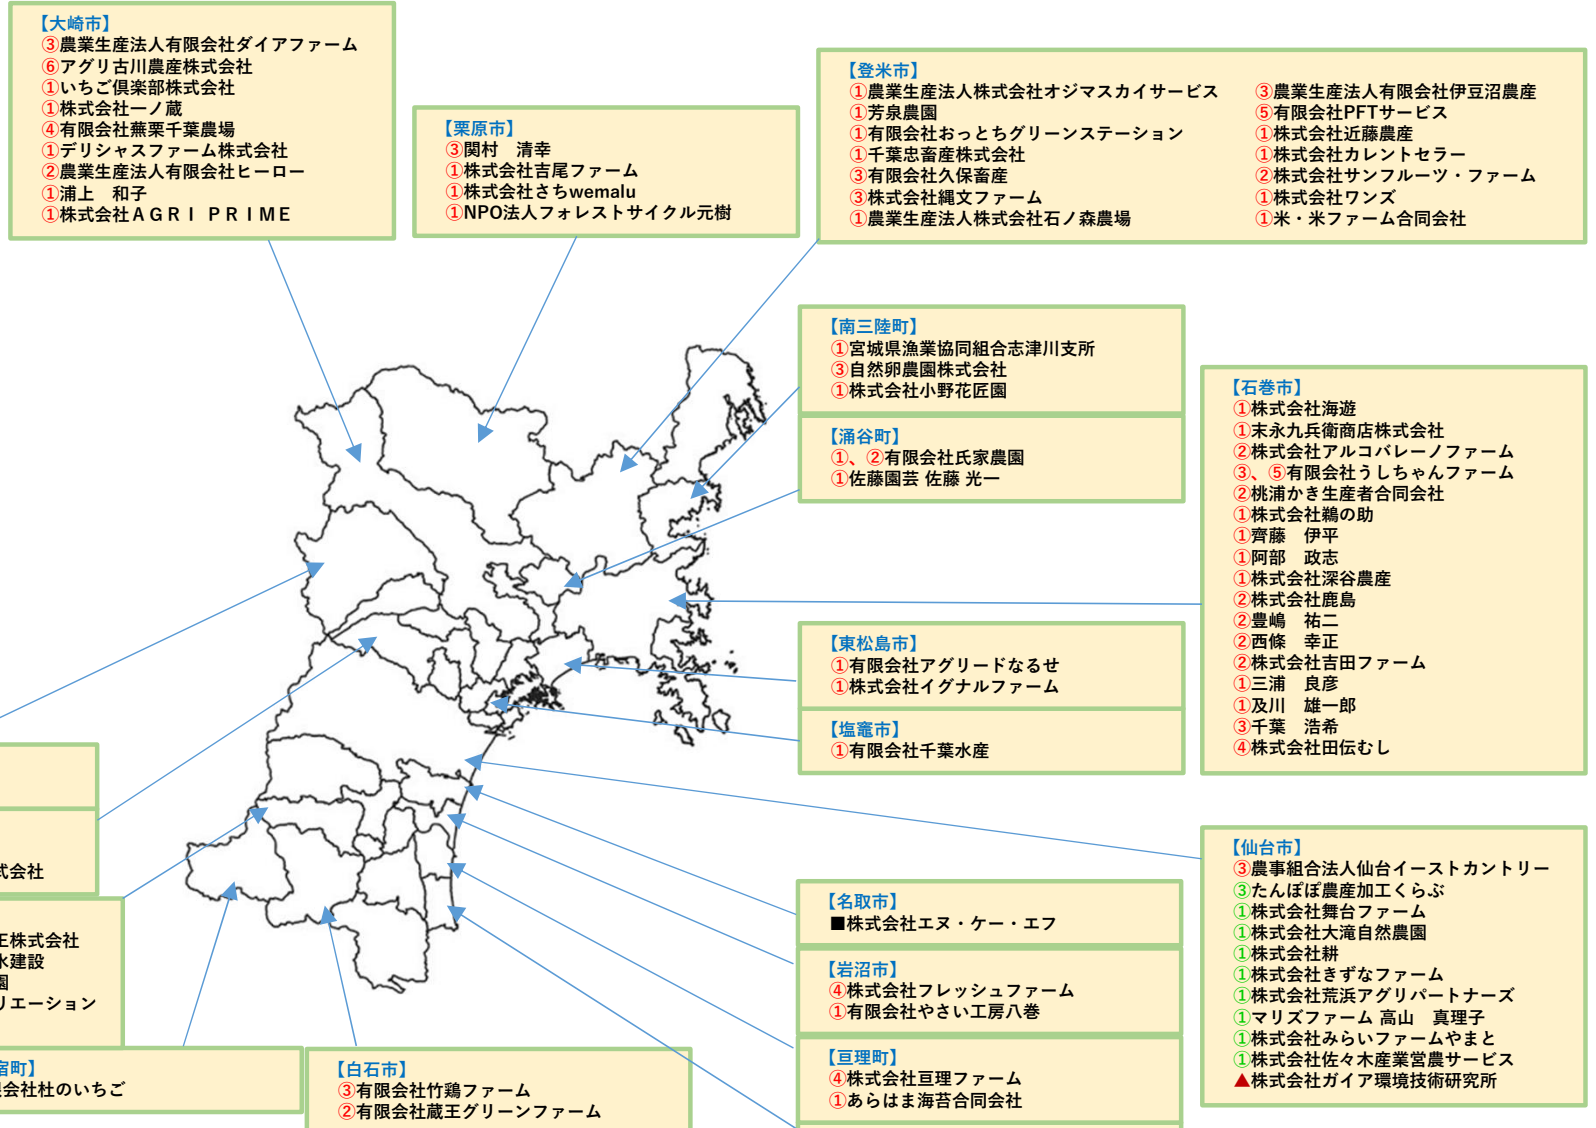 【大崎市】
③農業生産法人有限会社ダイアファーム
⑥アグリ古川農産株式会社
①いちご倶楽部株式会社
①株式会社一ノ蔵
④有限会社蕪栗千葉農場
①デリシャスファーム株式会社
②農業生産法人有限会社ヒーロー
①浦上　和子
①株式会社ＡＧＲＩ　ＰＲＩＭＥ
【栗原市】
③関村　清幸
①株式会社吉尾ファーム
①株式会社さちwemalu
①NPO法人フォレストサイクル元樹
【登米市】
①農業生産法人株式会社オジマスカイサービス
①芳泉農園
①有限会社おっとちグリーンステーション
①千葉忠畜産株式会社
③有限会社久保畜産
③株式会社縄文ファーム
①農業生産法人株式会社石ノ森農場
③農業生産法人有限会社伊豆沼農産
⑤有限会社PFTサービス
①株式会社近藤農産
①株式会社カレントセラー
②株式会社サンフルーツ・ファーム
①株式会社ワンズ
①米・米ファーム合同会社
【南三陸町】
①宮城県漁業協同組合志津川支所
③自然卵農園株式会社
①株式会社小野花匠園
【涌谷町】
①、②有限会社氏家農園
①佐藤園芸 佐藤 光一
【石巻市】
①株式会社海遊
①末永九兵衛商店株式会社
②株式会社アルコバレーノファーム
③、⑤有限会社うしちゃんファーム
②桃浦かき生産者合同会社
①株式会社鵜の助
①齊藤　伊平
①阿部　政志
①株式会社深谷農産
②株式会社鹿島
②豊嶋　祐二
②西條　幸正
②株式会社吉田ファーム
①三浦　良彦
①及川　雄一郎
③千葉　浩希
④株式会社田伝むし
【東松島市】
①有限会社アグリードなるせ
①株式会社イグナルファーム
【塩竈市】
①有限会社千葉水産
【仙台市】
③農事組合法人仙台イーストカントリー
③たんぽぽ農産加工くらぶ
①株式会社舞台ファーム
①株式会社大滝自然農園
①株式会社耕
①株式会社きずなファーム
①株式会社荒浜アグリパートナーズ
①マリズファーム 高山　真理子
①株式会社みらいファームやまと
①株式会社佐々木産業営農サービス
▲株式会社ガイア環境技術研究所
【名取市】
■株式会社エヌ・ケー・エフ
【岩沼市】
④株式会社フレッシュファーム
①有限会社やさい工房八巻
【亘理町】
④株式会社亘理ファーム
①あらはま海苔合同会社
式会社
王株式会社
水建設
園
リエーション
宿町】
会社杜のいちご
【白石市】
③有限会社竹鶏ファーム
②有限会社蔵王グリーンファーム